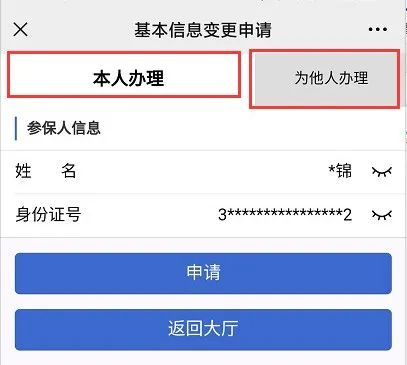 基本信息变更申请
本人办理 为他人办理
参保人信息
姓 名 *锦
身份证号 3****************2
申请
返回大厅